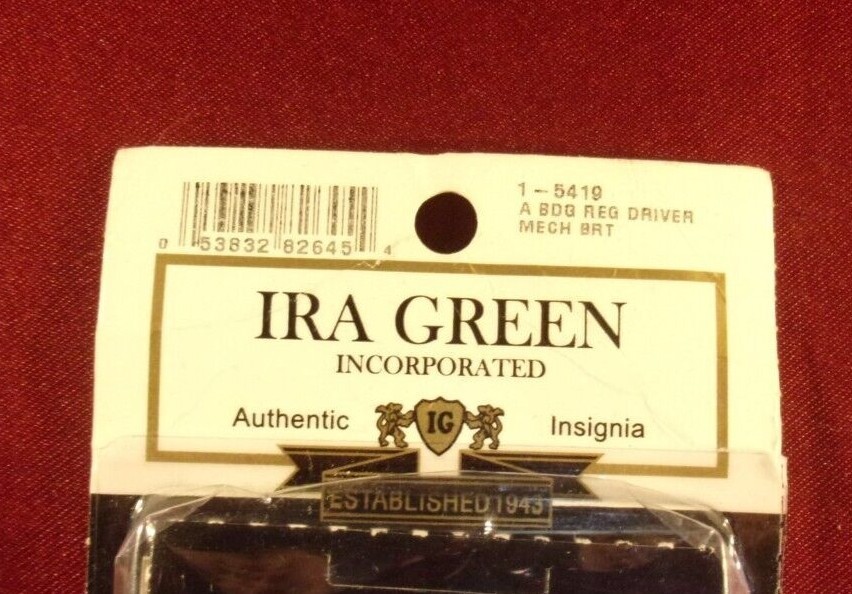 1-5419
A BDG REG DRIVER
MECH BRT
0 53832 82645 4
IRA GREEN
INCORPORATED
Authentic IG Insignia
ESTABLISHED 1943